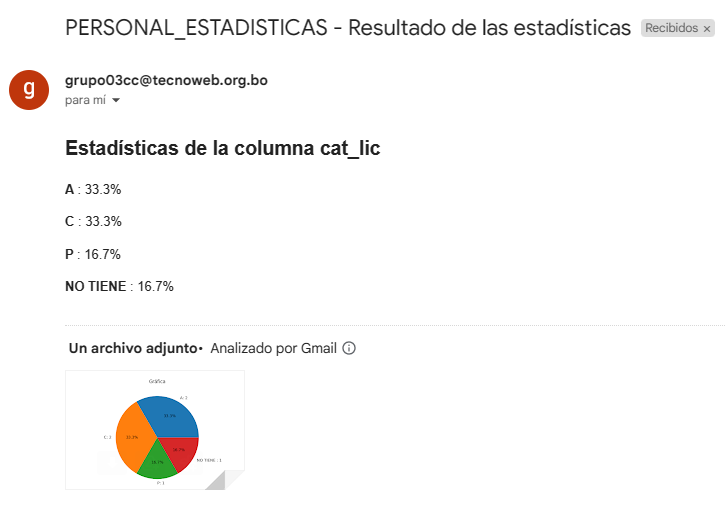 PERSONAL_ESTADISTICAS - Resultado de las estadísticas Recibidos ×
g
grupo03cc@tecnoweb.org.bo
para mí
Estadísticas de la columna cat_lic
A : 33.3%
C : 33.3%
P : 16.7%
NO TIENE : 16.7%
Un archivo adjunto • Analizado por Gmail
Gráfica
A: 2
33.3%
C: 2
33.3%
16.7%
16.7%
NO TIENE : 1
P: 1